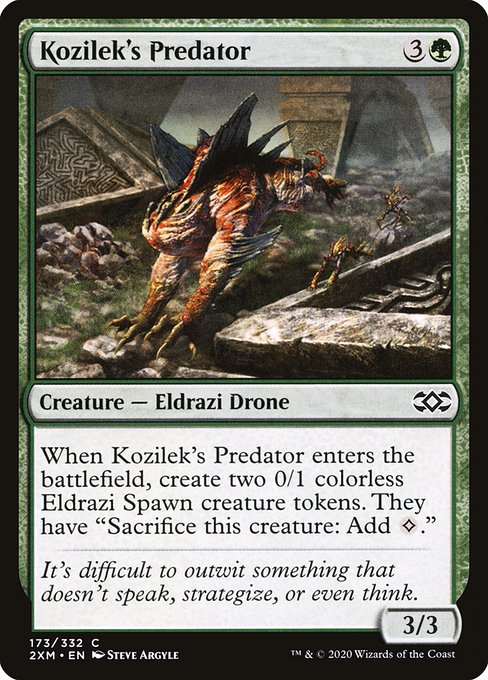 Kozilek's Predator 3
Creature — Eldrazi Drone
When Kozilek's Predator enters the
battlefield, create two 0/1 colorless
Eldrazi Spawn creature tokens. They
have “Sacrifice this creature: Add .”
It's difficult to outwit something that
doesn't speak, strategize, or even think.
3/3
173/332 C
2XM • EN Steve Argyle
™ & © 2020 Wizards of the Coast